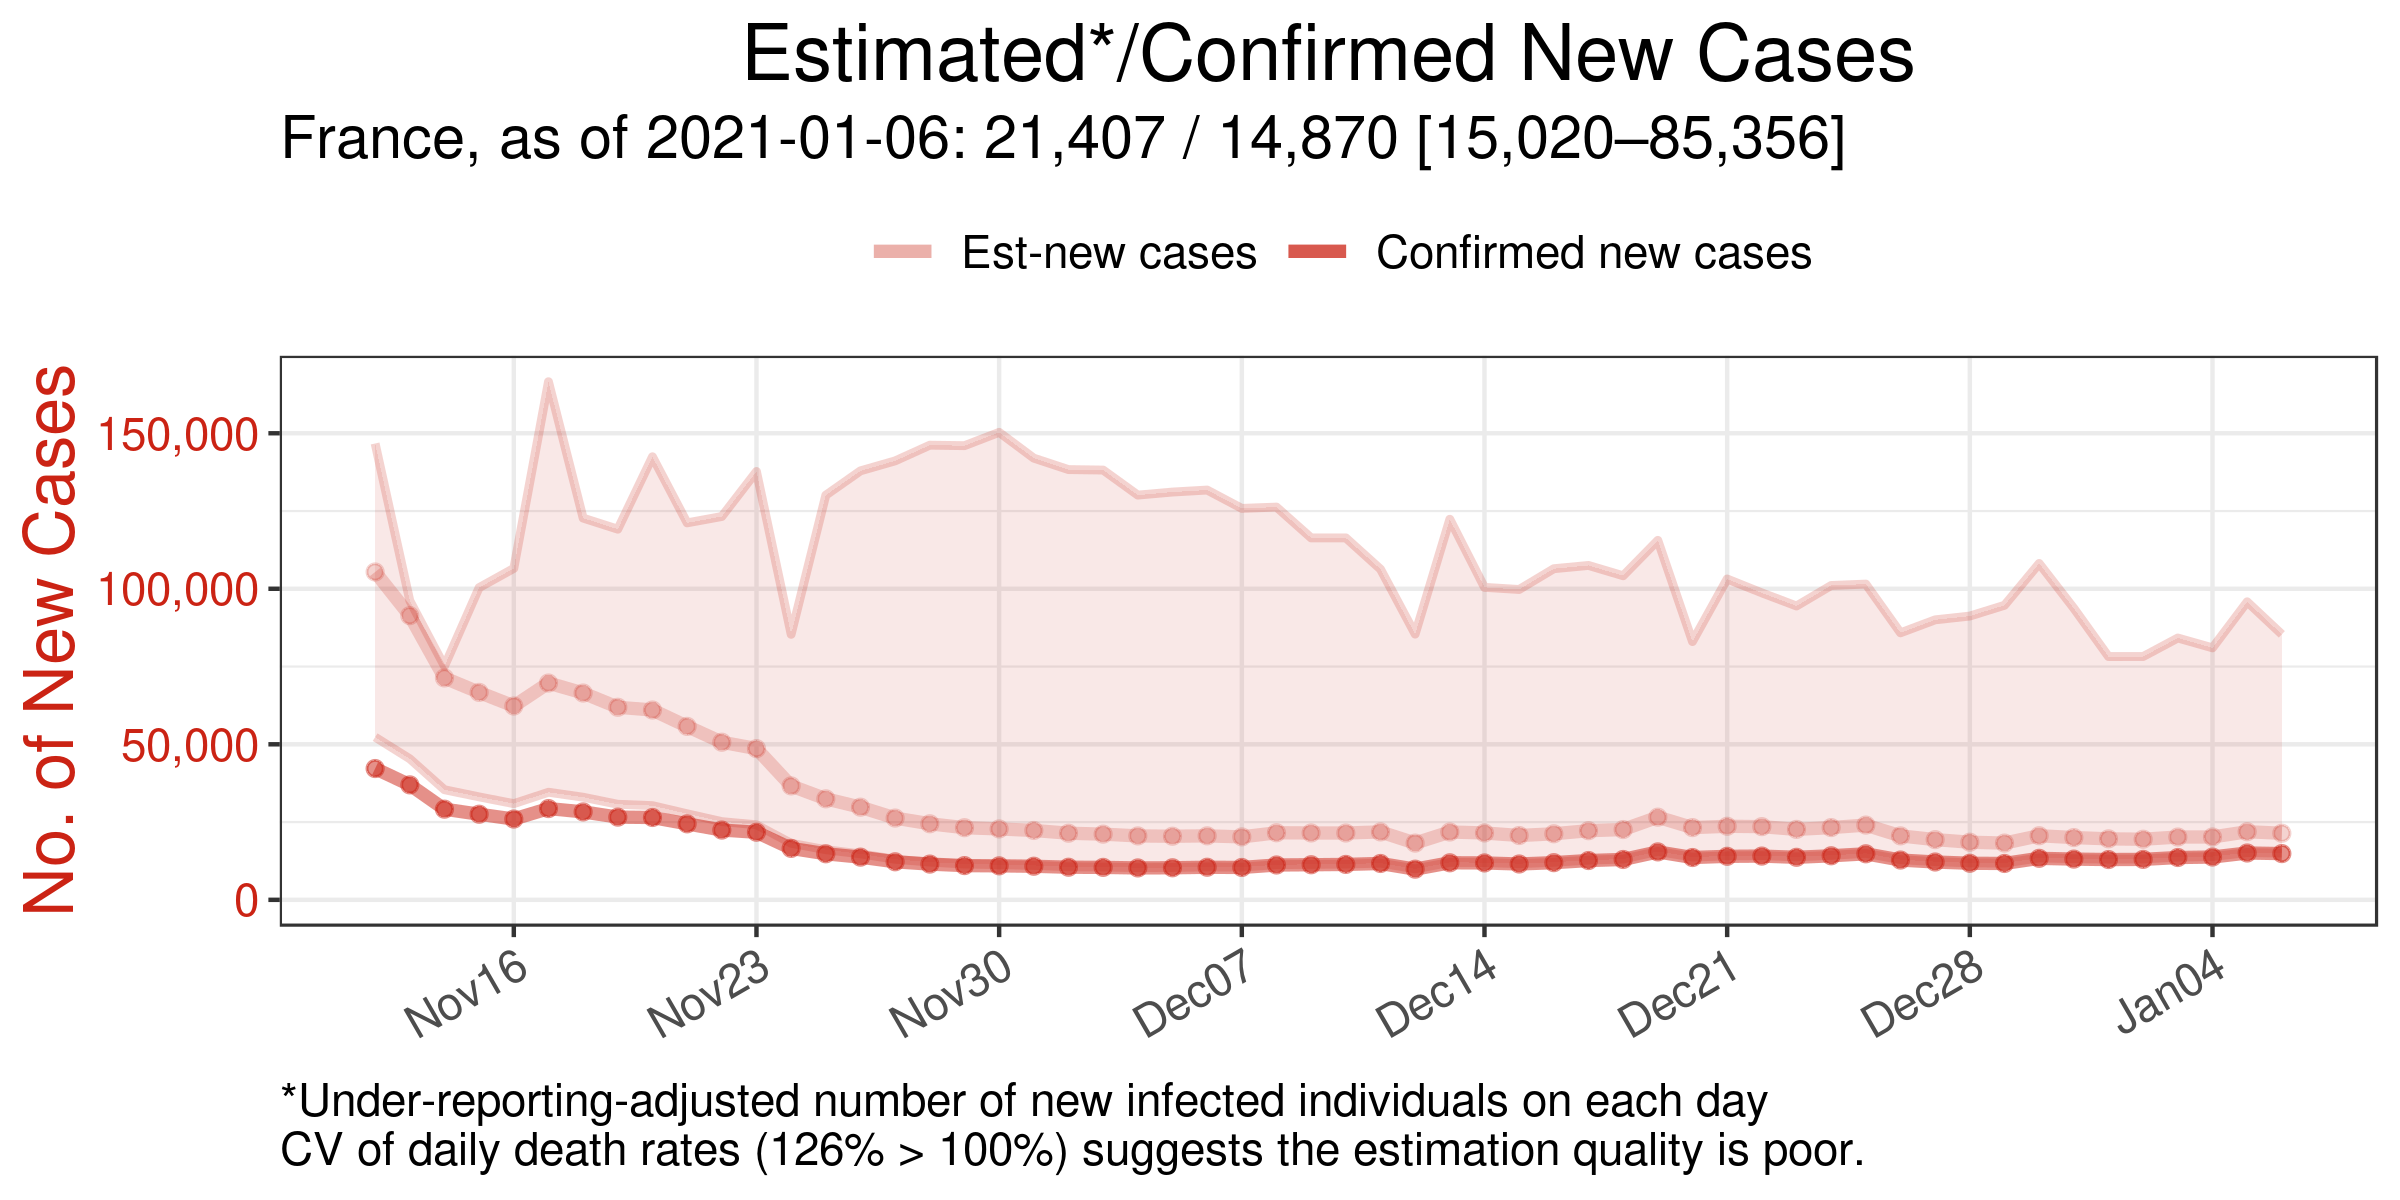 Estimated*/Confirmed New Cases
France, as of 2021-01-06: 21,407 / 14,870 [15,020–85,356]
Est-new cases
Confirmed new cases
No. of New Cases
150,000
100,000
50,000
0
Nov16
Nov23
Nov30
Dec07
Dec14
Dec21
Dec28
Jan04
*Under-reporting-adjusted number of new infected individuals on each day
CV of daily death rates (126% > 100%) suggests the estimation quality is poor.